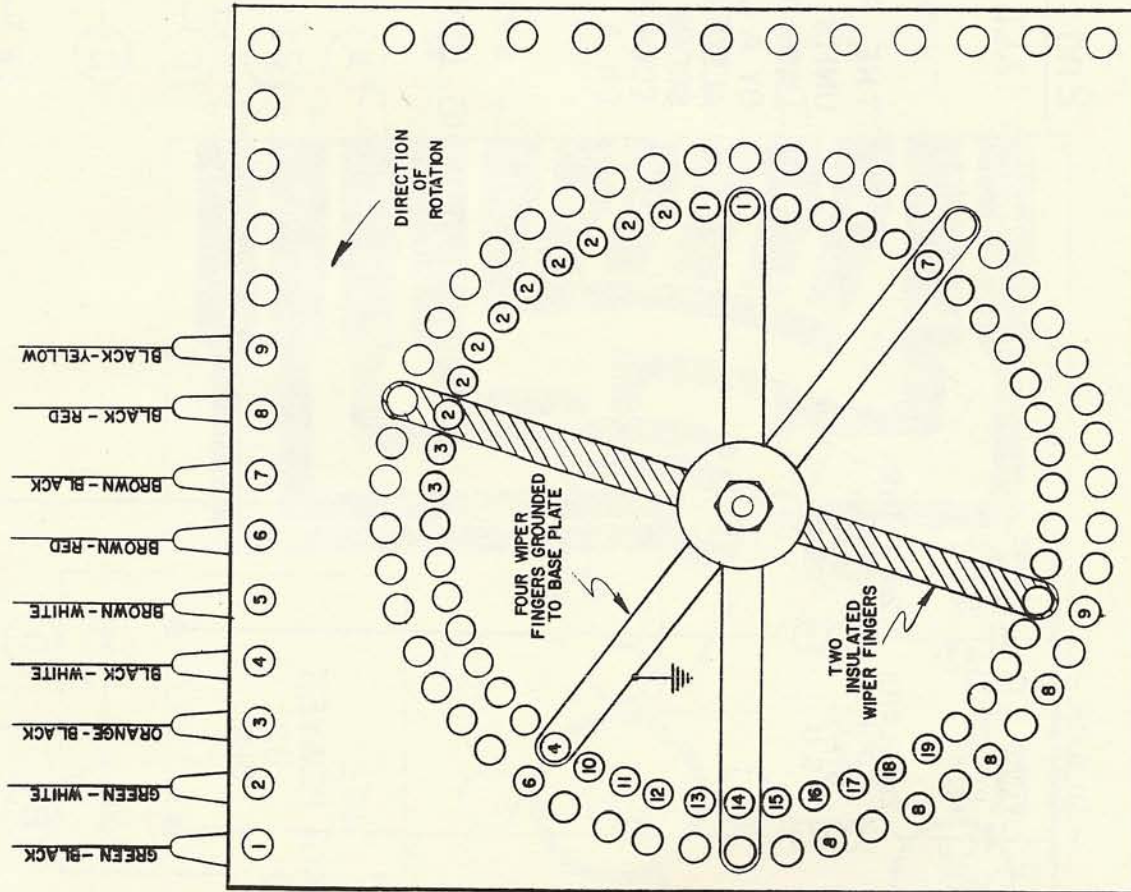 BLACK-YELLOW
9
BLACK - RED
8
BROWN - BLACK
7
BROWN - RED
6
BROWN - WHITE
5
BLACK - WHITE
4
ORANGE - BLACK
3
GREEN - WHITE
2
GREEN - BLACK
1
DIRECTION
OF
ROTATION
FOUR WIPER
FINGERS GROUNDED
TO BASE PLATE
TWO
INSULATED
WIPER FINGERS
1
1
2
2
2
2
2
2
2
2
2
2
3
3
4
6
10
11
12
13
14
15
16
17
18
19
8
8
8
8
9
7